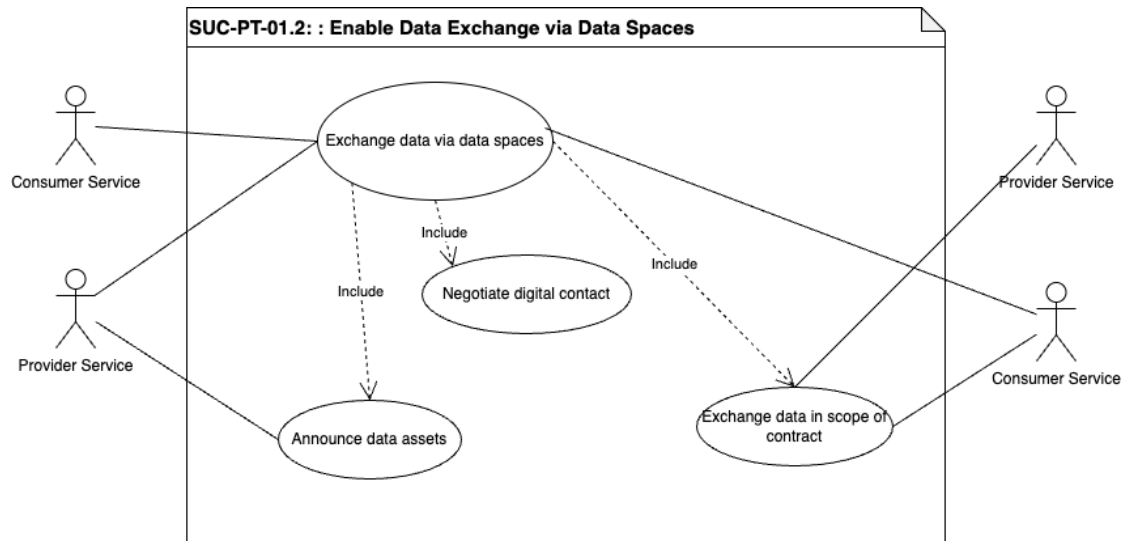 SUC-PT-01.2: : Enable Data Exchange via Data Spaces
Exchange data via data spaces
Consumer Service
Provider Service
Include
Include
Include
Negotiate digital contact
Provider Service
Consumer Service
Announce data assets
Exchange data in scope of
contract